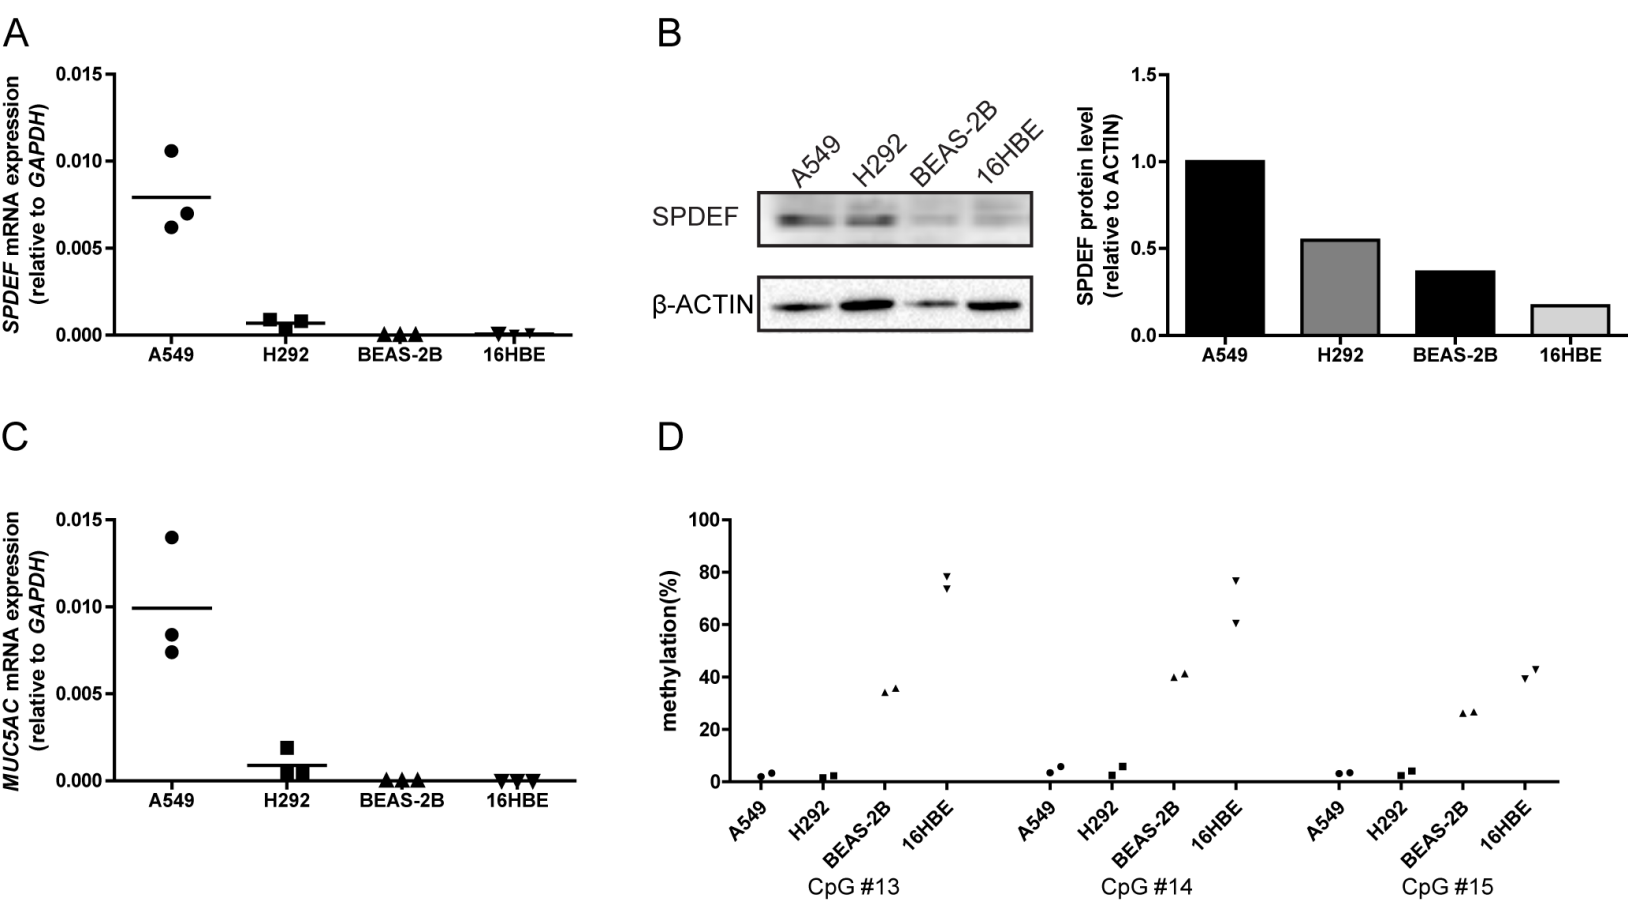 A
SPDEF mRNA expression
(relative to GAPDH)
0.015
0.010
0.005
0.000
A549 H292 BEAS-2B 16HBE
B
A549 H292 BEAS-2B 16HBE
SPDEF
β-ACTIN
SPDEF protein level
(relative to ACTIN)
1.5
1.0
0.5
0.0
A549 H292 BEAS-2B 16HBE
C
MUC5AC mRNA expression
(relative to GAPDH)
0.015
0.010
0.005
0.000
A549 H292 BEAS-2B 16HBE
D
methylation(%)
100
80
60
40
20
0
A549 H292 BEAS-2B 16HBE A549 H292 BEAS-2B 16HBE A549 H292 BEAS-2B 16HBE
CpG #13 CpG #14 CpG #15